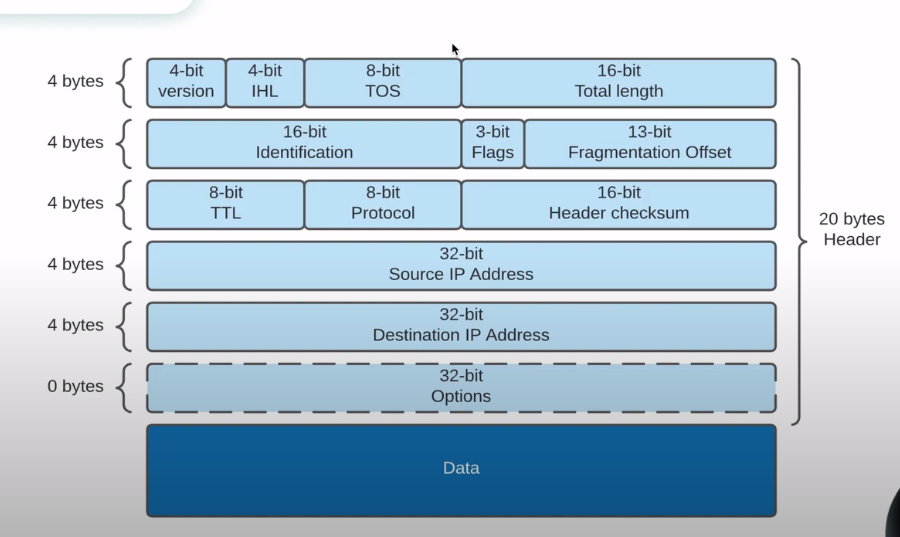 4 bytes
4-bit
version
4-bit
IHL
8-bit
TOS
16-bit
Total length
4 bytes
16-bit
Identification
3-bit
Flags
13-bit
Fragmentation Offset
4 bytes
8-bit
TTL
8-bit
Protocol
16-bit
Header checksum
20 bytes
Header
4 bytes
32-bit
Source IP Address
4 bytes
32-bit
Destination IP Address
0 bytes
32-bit
Options
Data